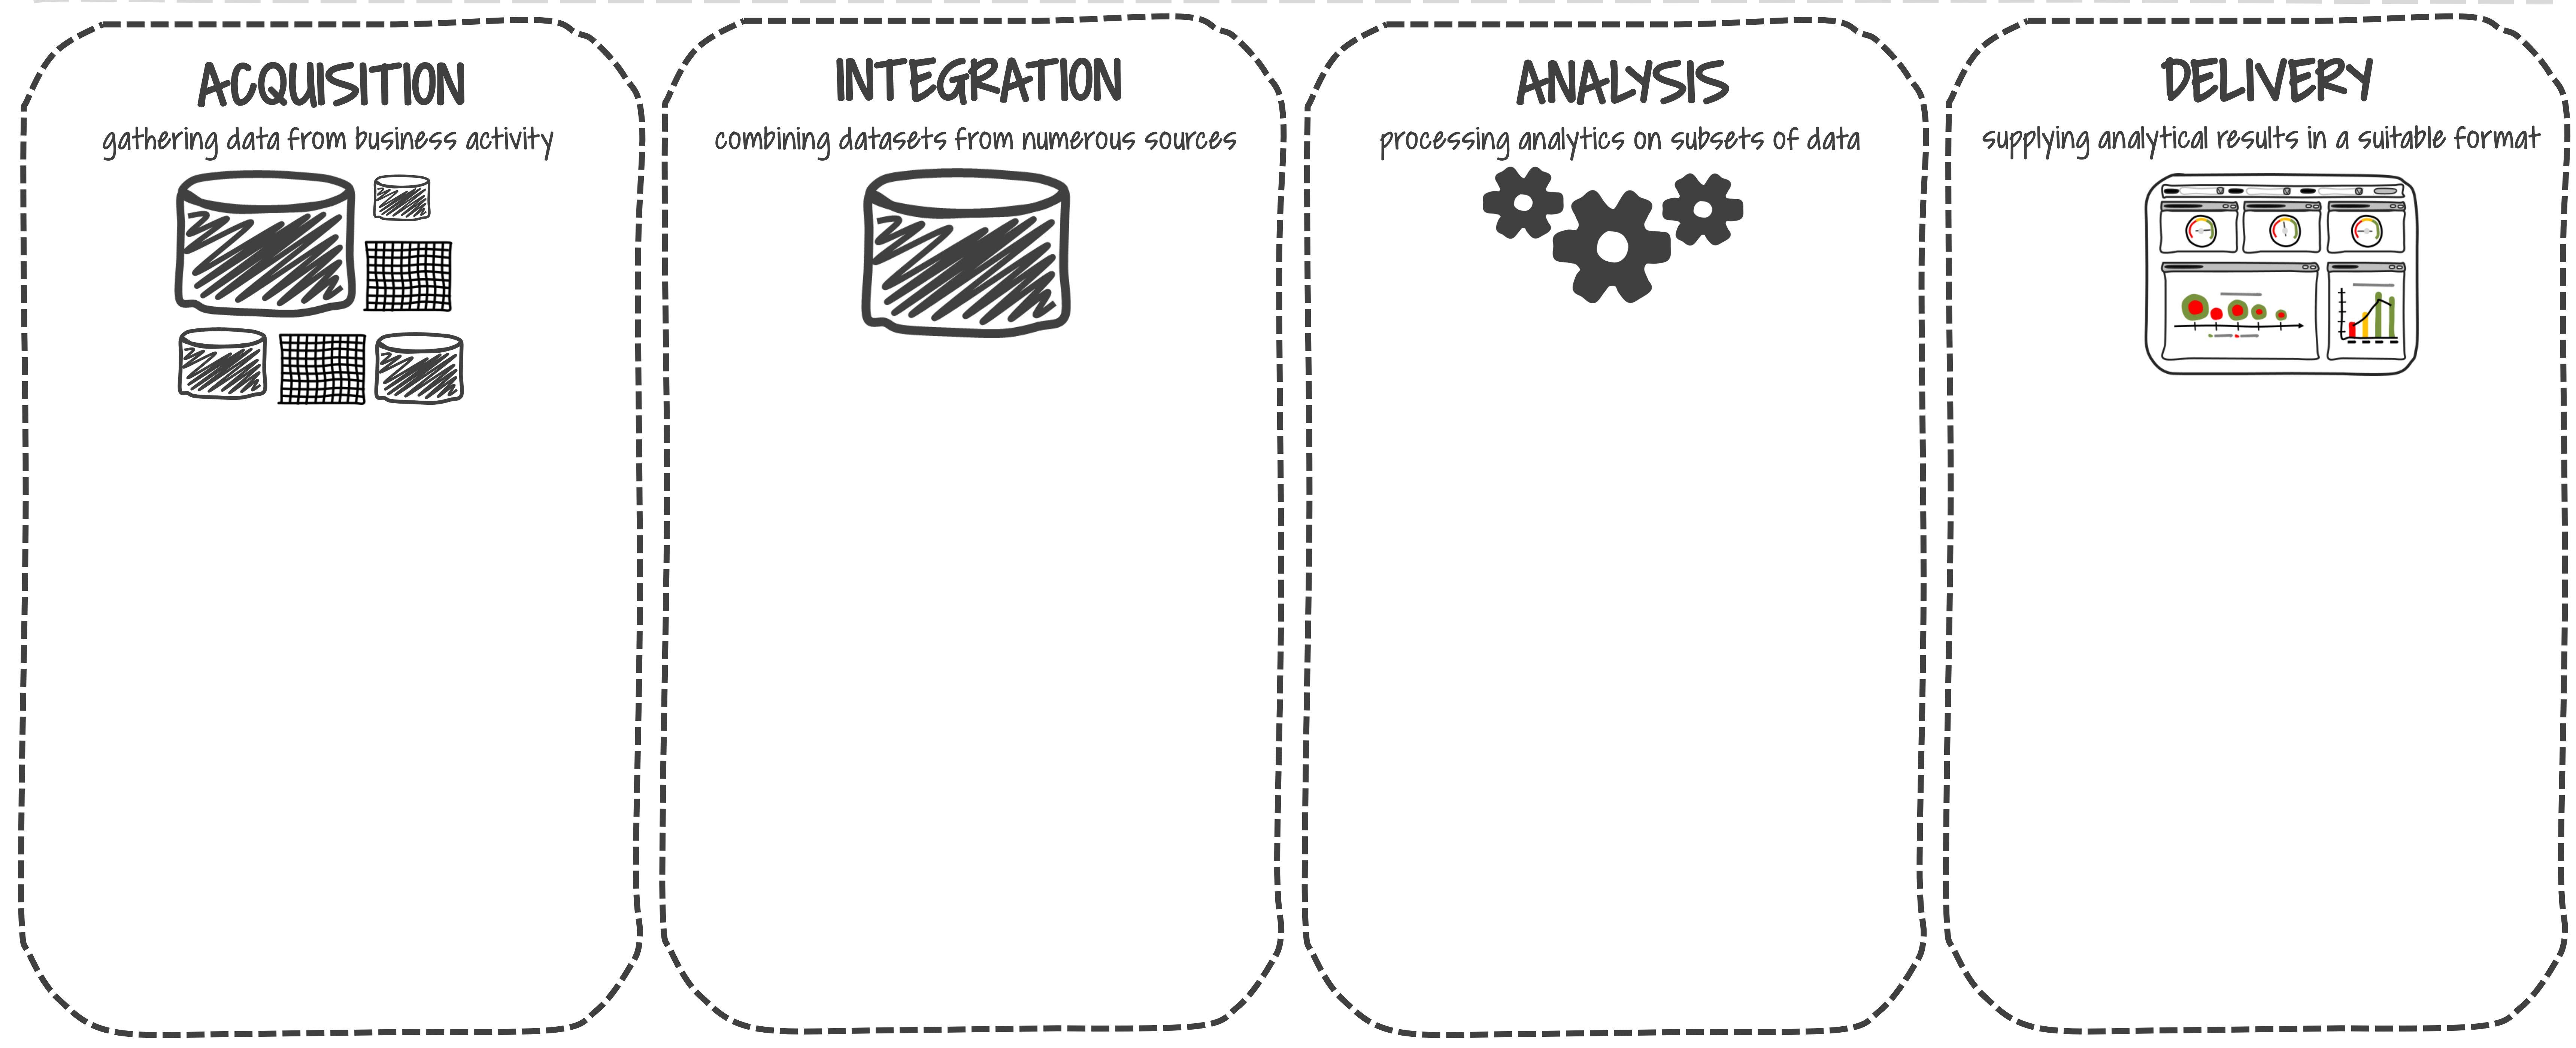 ACQUISITION
gathering data from business activity
INTEGRATION
combining datasets from numerous sources
ANALYSIS
processing analytics on subsets of data
DELIVERY
supplying analytical results in a suitable format